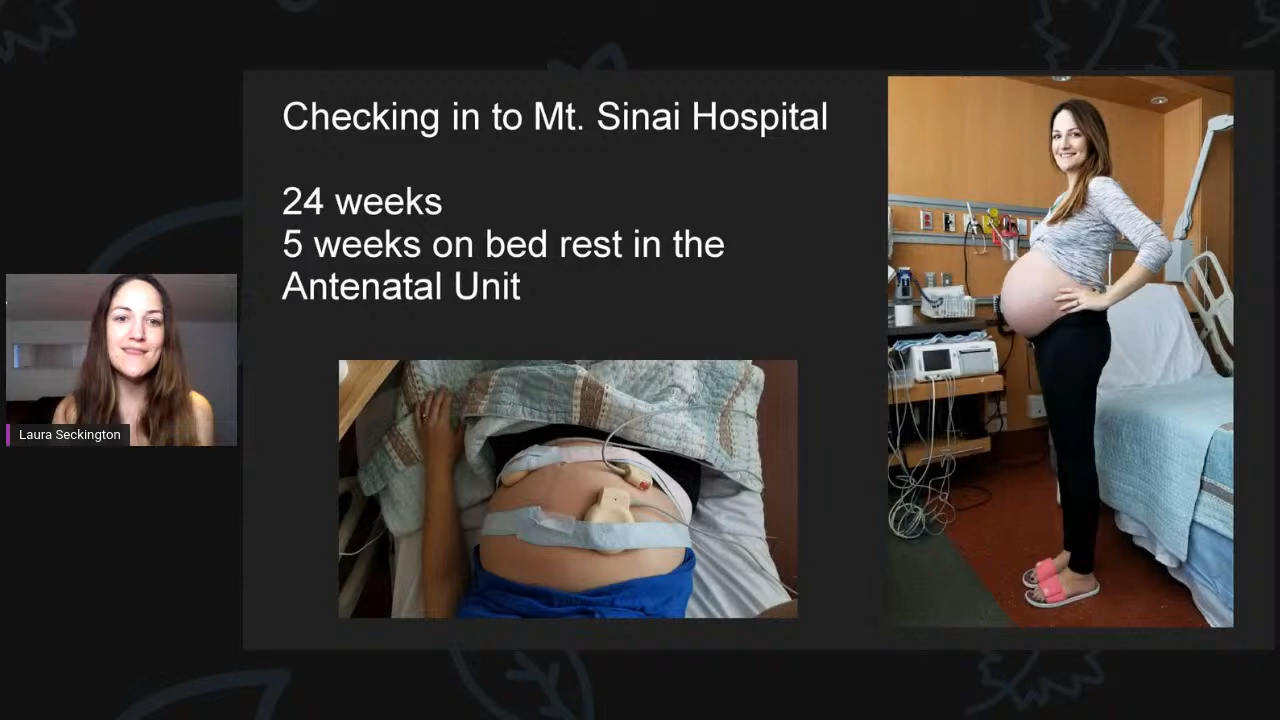 Checking in to Mt. Sinai Hospital
24 weeks
5 weeks on bed rest in the
Antenatal Unit
Laura Seckington